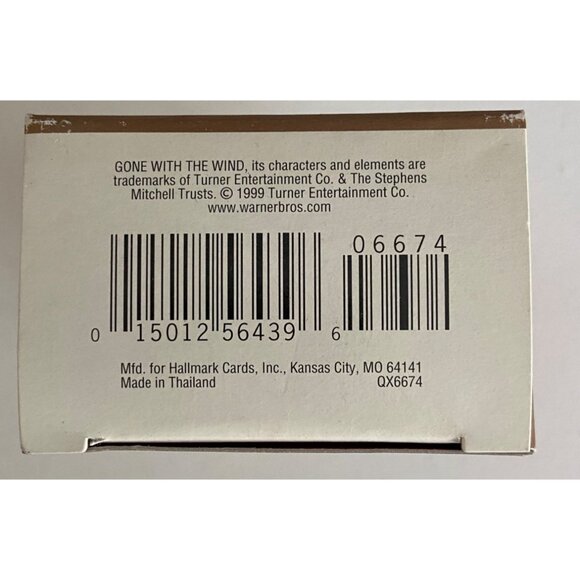 GONE WITH THE WIND, its characters and elements are
trademarks of Turner Entertainment Co. & The Stephens
Mitchell Trusts. © 1999 Turner Entertainment Co.
www.warnerbros.com
06674
0 15012 56439 6
Mfd. for Hallmark Cards, Inc., Kansas City, MO 64141
Made in Thailand QX6674